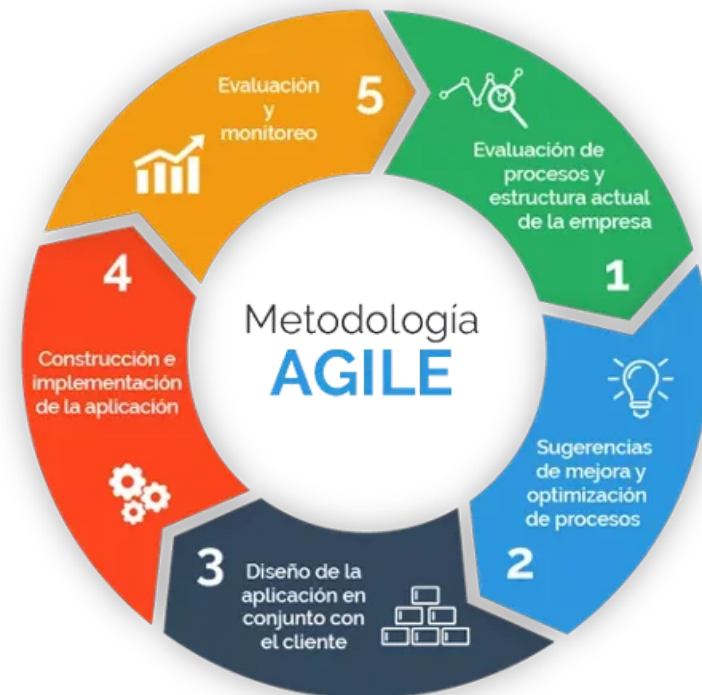 Metodología
AGILE
Evaluación de
procesos y
estructura actual
de la empresa
1
Sugerencias
de mejora y
optimización
de procesos
2
3
Diseño de la
aplicación en
conjunto con
el cliente
4
Construcción e
implementación
de la aplicación
Evaluación
y
monitoreo
5